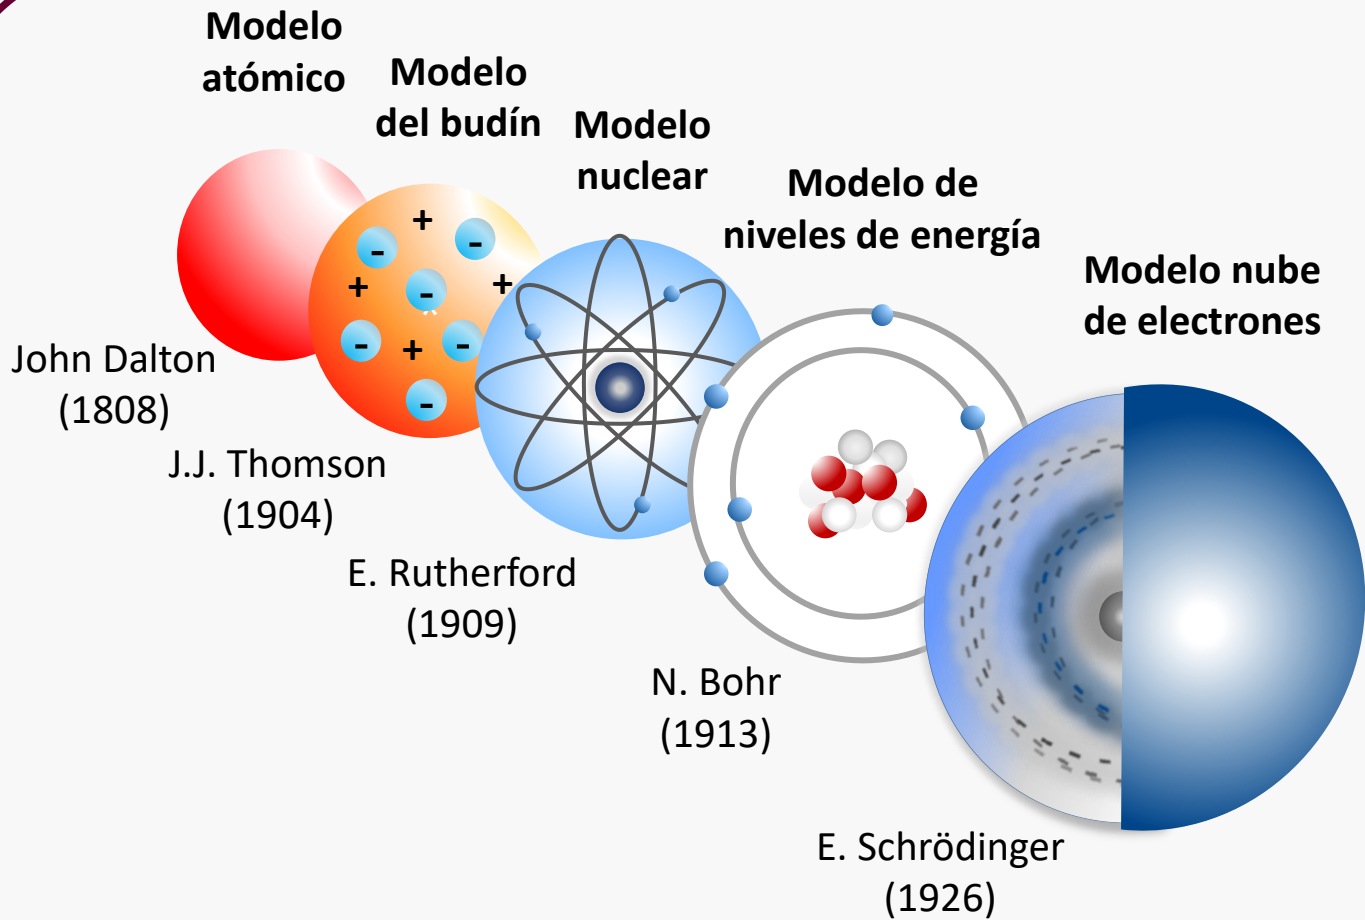 Modelo
atómico
Modelo
del budín
Modelo
nuclear
Modelo de
niveles de energía
Modelo nube
de electrones
+
-
-
+
-
+
-
+
-
-
John Dalton
(1808)
J.J. Thomson
(1904)
E. Rutherford
(1909)
N. Bohr
(1913)
E. Schrödinger
(1926)